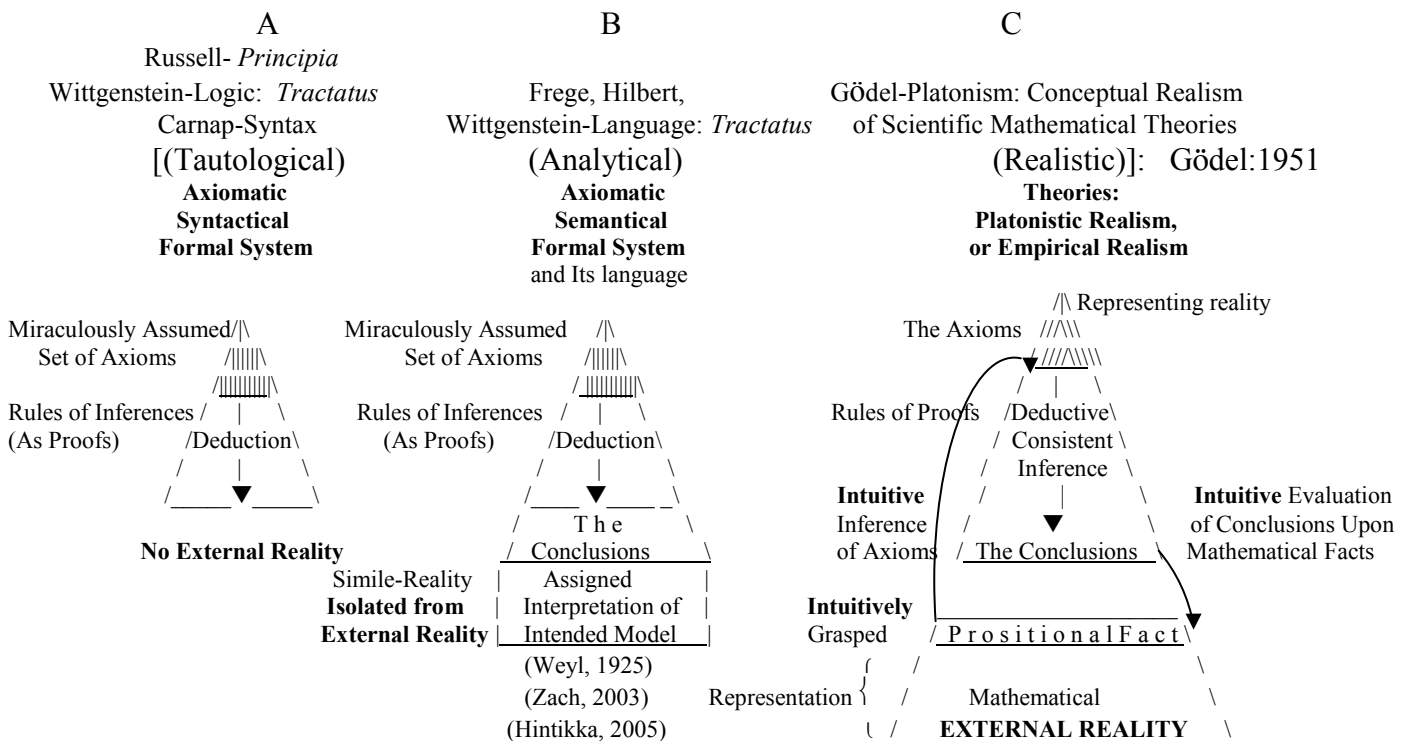 A B C
Russell- Principia
Wittgenstein-Logic: Tractatus Frege, Hilbert, Gödel-Platonism: Conceptual Realism
Carnap-Syntax Wittgenstein-Language: Tractatus of Scientific Mathematical Theories
[(Tautological) (Analytical) (Realistic)]: Gödel:1951
Axiomatic Axiomatic Theories:
Syntactical Semantical Platonistic Realism,
Formal System Formal System or Empirical Realism
and Its language
/|\ Representing reality
Miraculously Assumed/|\ Miraculously Assumed /|\ The Axioms ///\\\
Set of Axioms /||||||\ Set of Axioms /||||||\ / ////\\\\\
/|||||||||||\ / |||||||||||\ / | \
Rules of Inferences / | \ Rules of Inferences / | \ Rules of Proofs /Deductive\
(As Proofs) /Deduction\ (As Proofs) /Deduction\ / Consistent \
/ | \ / | \ / Inference \
/ ▼ \ / ▼ \ Intuitive / | \ Intuitive Evaluation
/ T h e \ Inference / ▼ \ of Conclusions Upon
No External Reality / Conclusions \ of Axioms / The Conclusions \ Mathematical Facts
Simile-Reality | Assigned |
Isolated from | Interpretation of | Intuitively
External Reality | Intended Model | Grasped / P r o s i t i o n a l F a c t \
(Weyl, 1925) / \
(Zach, 2003) Representation { / Mathematical \
(Hintikka, 2005) / EXTERNAL REALITY \